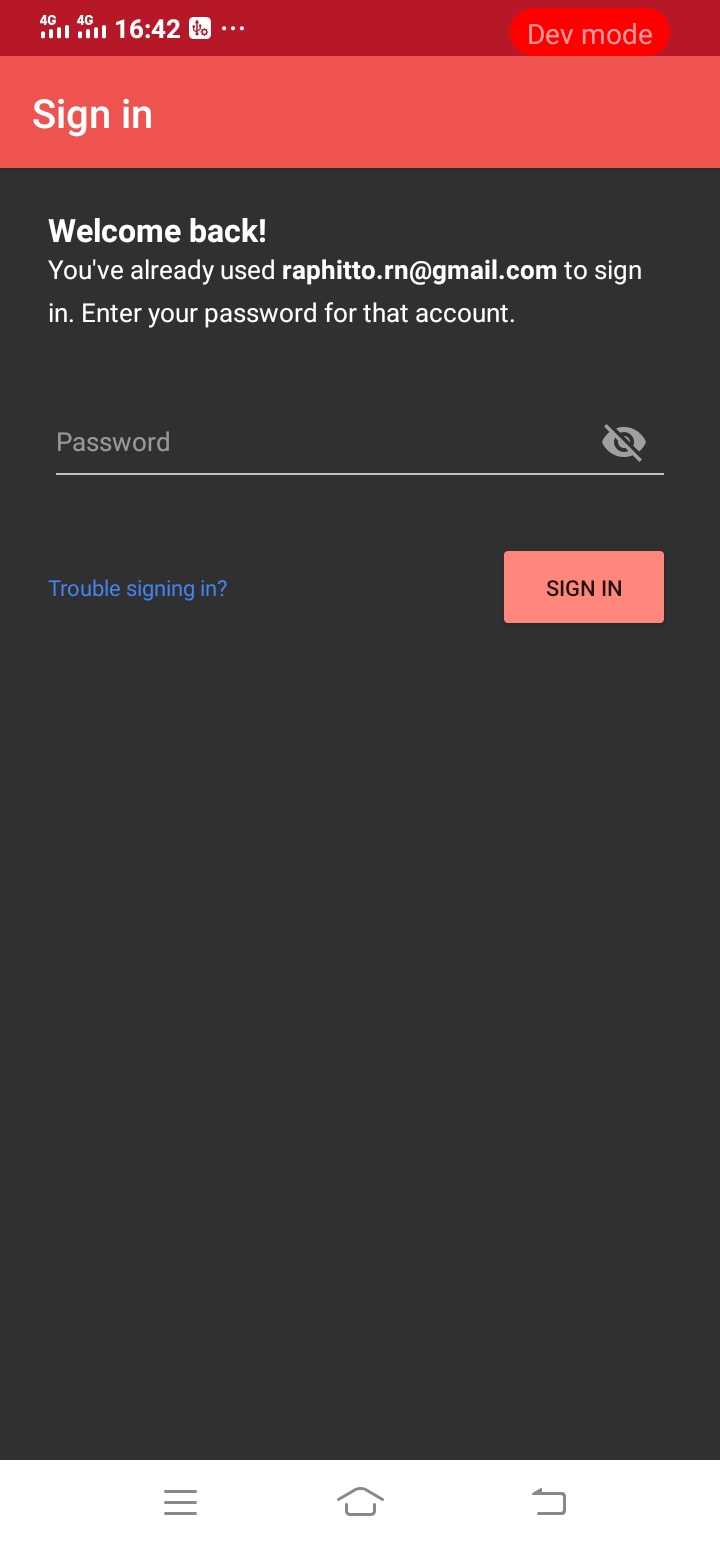 4G 4G 16:42 ...
Dev mode
Sign in
Welcome back!
You've already used raphitto.rn@gmail.com to sign
in. Enter your password for that account.
Password
Trouble signing in?
SIGN IN